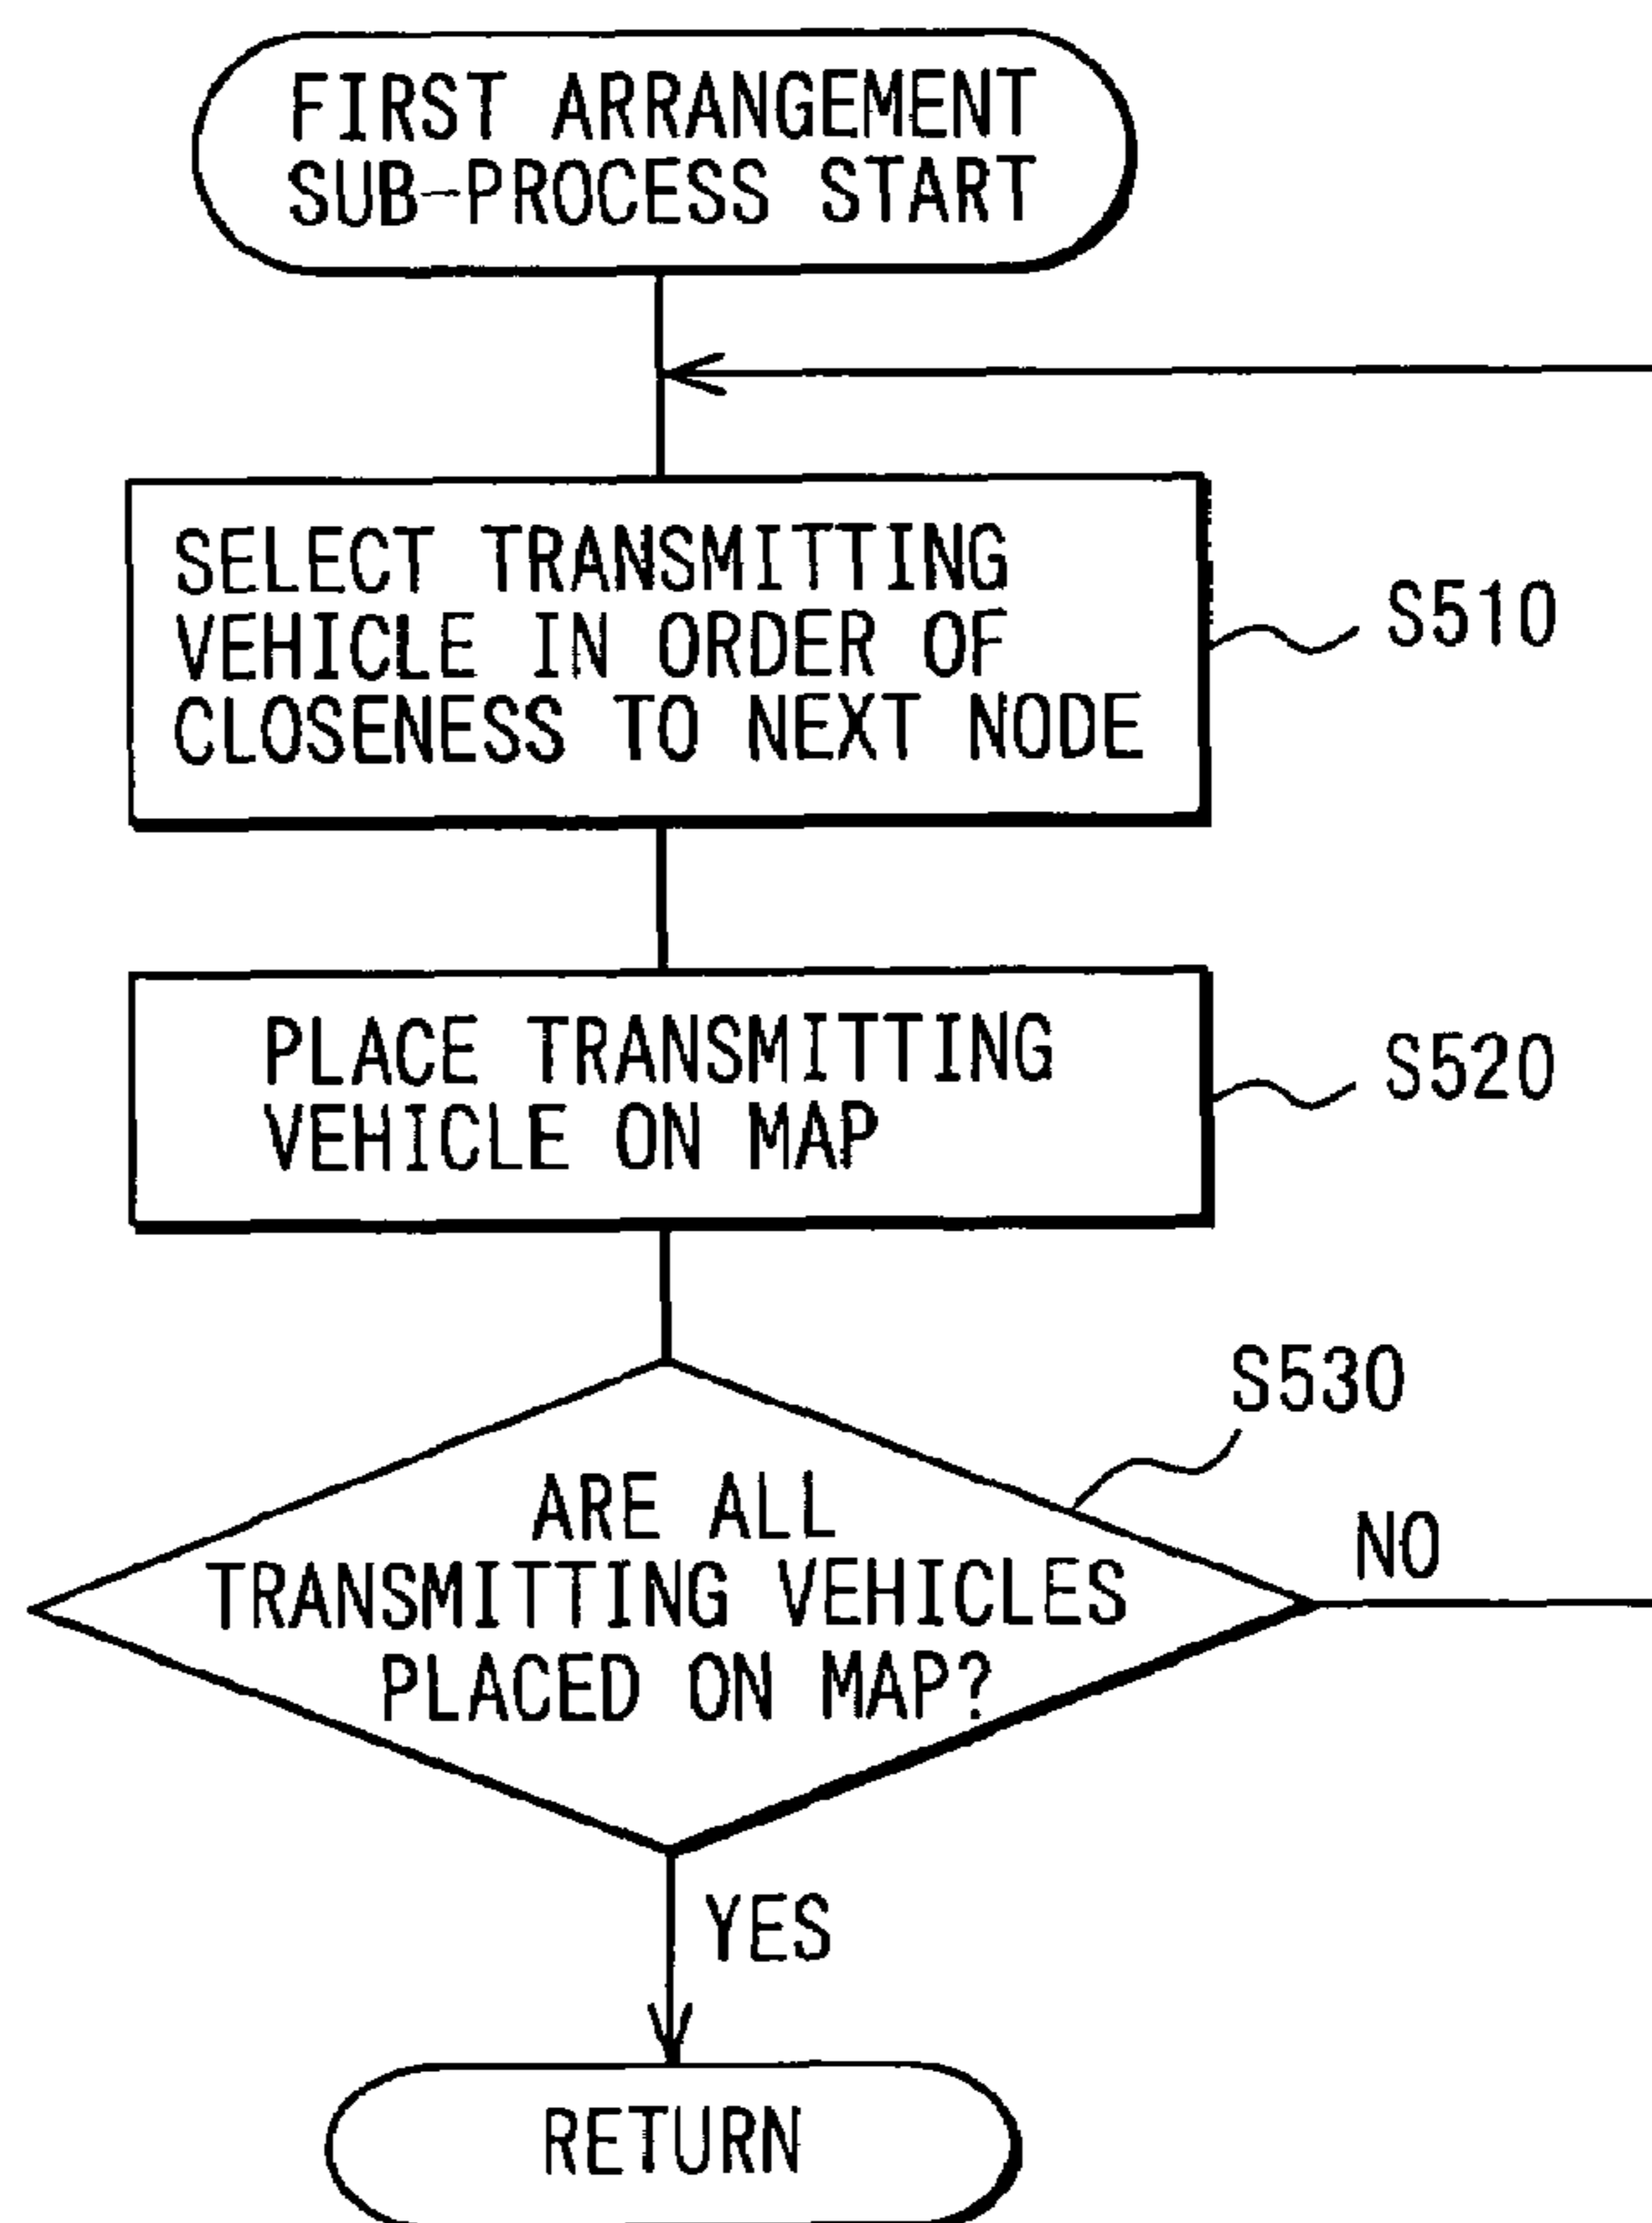 FIRST ARRANGEMENT
SUB-PROCESS START
SELECT TRANSMITTING
VEHICLE IN ORDER OF
CLOSENESS TO NEXT NODE
S510
PLACE TRANSMITTING
VEHICLE ON MAP
S520
S530
ARE ALL
TRANSMITTING VEHICLES
PLACED ON MAP?
NO
YES
RETURN